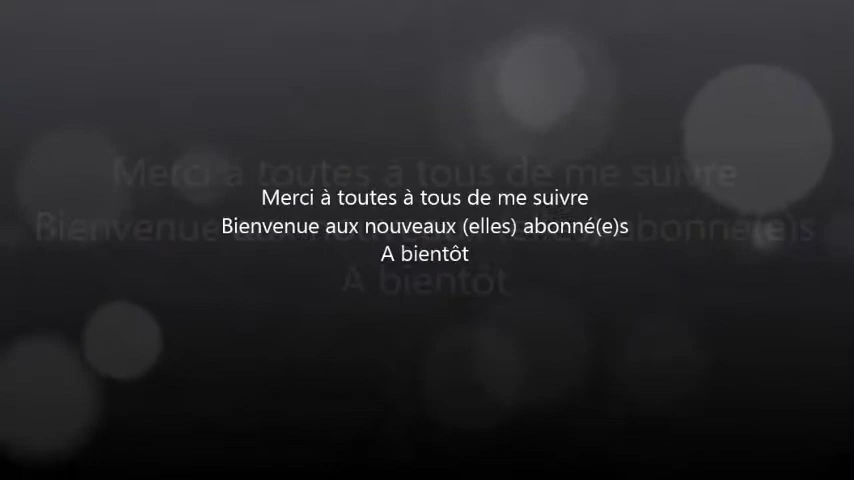 Merci à toutes à tous de me suivre
Bienvenue aux nouveaux (elles) abonné(e)s
A bientôt